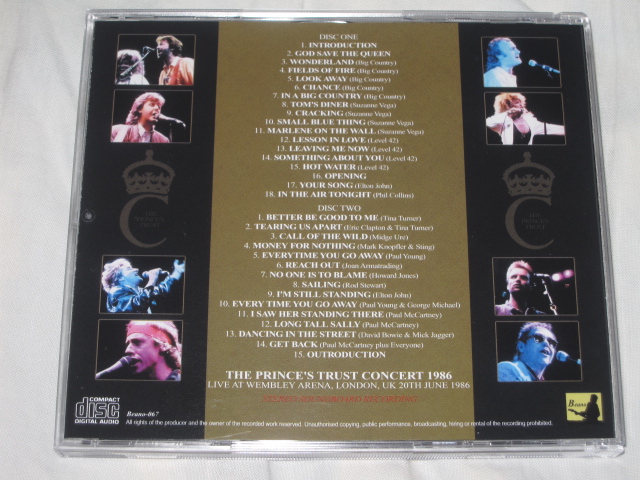 DISC ONE
1. INTRODUCTION
2. GOD SAVE THE QUEEN
3. WONDERLAND (Big Country)
4. FIELDS OF FIRE (Big Country)
5. LOOK AWAY (Big Country)
6. CHANCE (Big Country)
7. IN A BIG COUNTRY (Big Country)
8. TOM'S DINER (Suzanne Vega)
9. CRACKING (Suzanne Vega)
10. SMALL BLUE THING (Suzanne Vega)
11. MARLENE ON THE WALL (Suzanne Vega)
12. LESSON IN LOVE (Level 42)
13. LEAVING ME NOW (Level 42)
14. SOMETHING ABOUT YOU (Level 42)
15. HOT WATER (Level 42)
16. OPENING
17. YOUR SONG (Elton John)
18. IN THE AIR TONIGHT (Phil Collins)
DISC TWO
1. BETTER BE GOOD TO ME (Tina Turner)
2. TEARING US APART (Eric Clapton & Tina Turner)
3. CALL OF THE WILD (Midge Ure)
4. MONEY FOR NOTHING (Mark Knopfler & Sting)
5. EVERYTIME YOU GO AWAY (Paul Young)
6. REACH OUT (Joan Armatrading)
7. NO ONE IS TO BLAME (Howard Jones)
8. SAILING (Rod Stewart)
9. I'M STILL STANDING (Elton John)
10. EVERY TIME YOU GO AWAY (Paul Young & George Michael)
11. I SAW HER STANDING THERE (Paul McCartney)
12. LONG TALL SALLY (Paul McCartney)
13. DANCING IN THE STREET (David Bowie & Mick Jagger)
14. GET BACK (Paul McCartney plus Everyone)
15. OUTRODUCTION
THE PRINCE'S TRUST CONCERT 1986
LIVE AT WEMBLEY ARENA, LONDON, UK 20TH JUNE 1986
RECORDING
THE
PRINCE'S
TRUST
THE
PRINCE'S
TRUST
COMPACT
disc
DIGITAL AUDIO
Beano-067
Beano
All rights of the producer and the owner of the recorded work reserved. Unauthorised copying, public performance, broadcasting, hiring or rental of the recording prohibited.